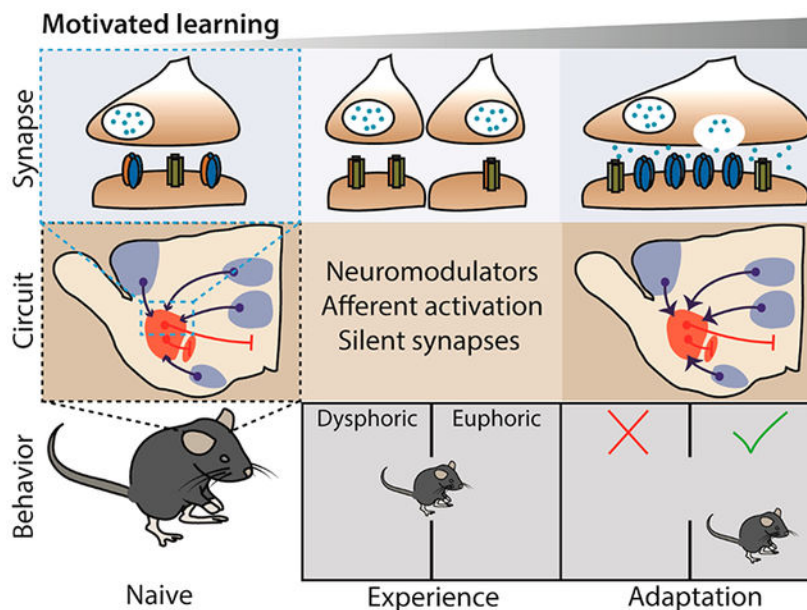 Motivated learning
Synapse
Circuit
Neuromodulators
Afferent activation
Silent synapses
Behavior
Dysphoric
Euphoric
Naive
Experience
Adaptation